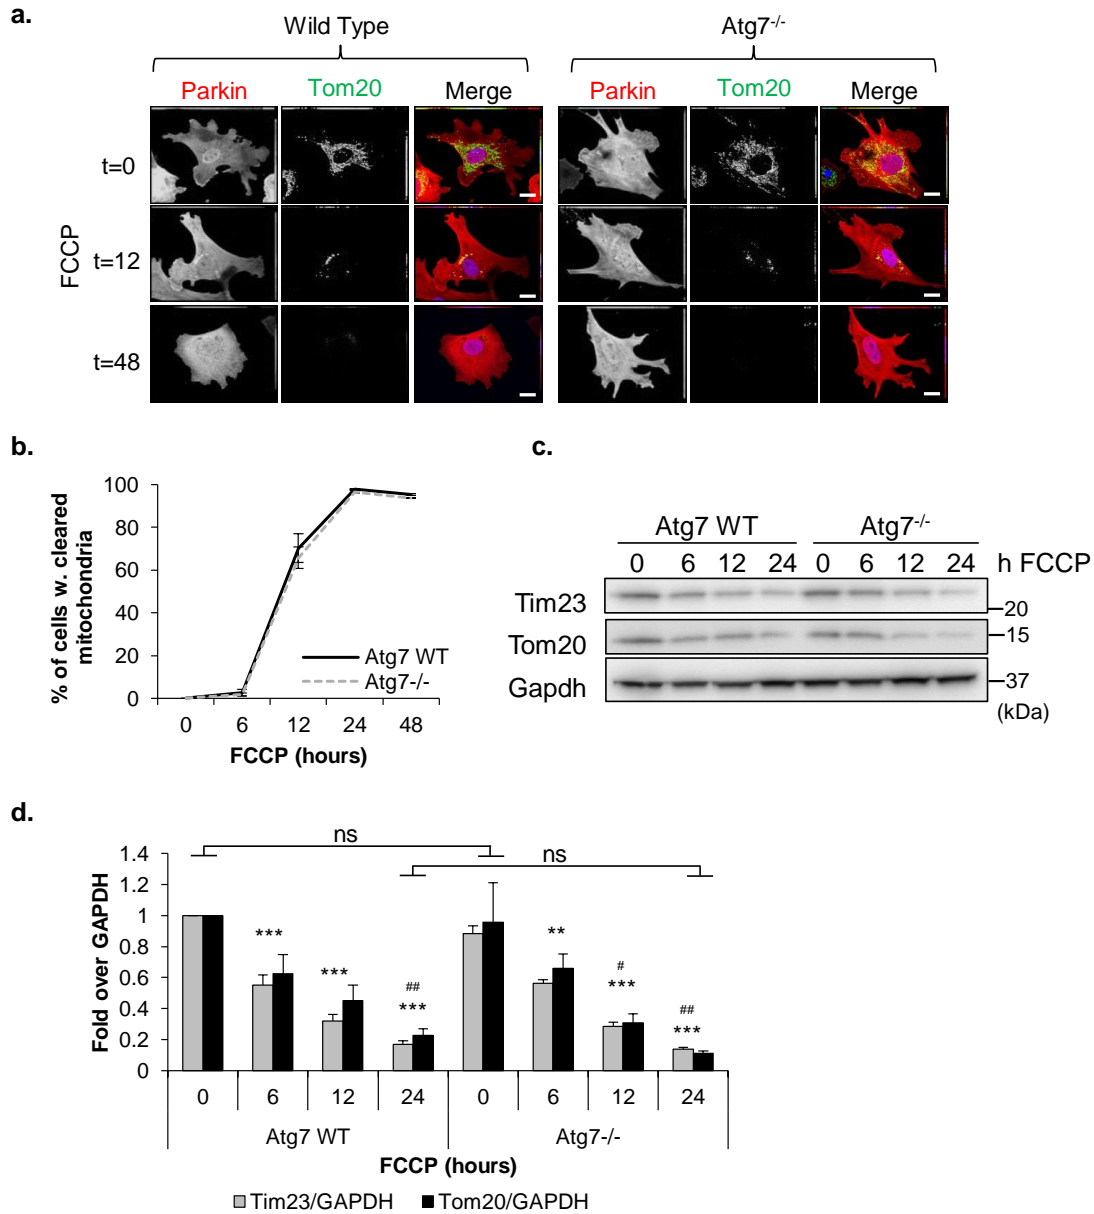 a.
Wild Type
Atg7-/-
Parkin Tom20 Merge Parkin Tom20 Merge
FCCP
t=0
t=12
t=48
b.
% of cells w. cleared mitochondria
100
80
60
40
20
0
Atg7 WT
Atg7-/-
0 6 12 24 48
FCCP (hours)
c.
Atg7 WT Atg7-/-
0 6 12 24 0 6 12 24 h FCCP
Tim23
20
Tom20
15
Gapdh
37
(kDa)
d.
Fold over GAPDH
1.4
1.2
1
0.8
0.6
0.4
0.2
0
ns
ns
*** *** ## *** ** # *** ## ***
0 6 12 24 0 6 12 24
Atg7 WT Atg7-/-
FCCP (hours)
Tim23/GAPDH Tom20/GAPDH